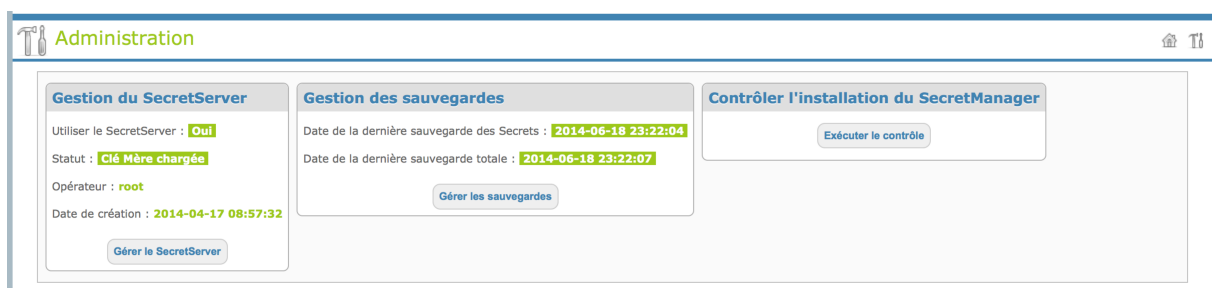 Administration
Gestion du SecretServer
Utiliser le SecretServer : Oui
Statut : Clé Mère chargée
Opérateur : root
Date de création : 2014-04-17 08:57:32
Gérer le SecretServer
Gestion des sauvegardes
Date de la dernière sauvegarde des Secrets : 2014-06-18 23:22:04
Date de la dernière sauvegarde totale : 2014-06-18 23:22:07
Gérer les sauvegardes
Contrôler l'installation du SecretManager
Exécuter le contrôle